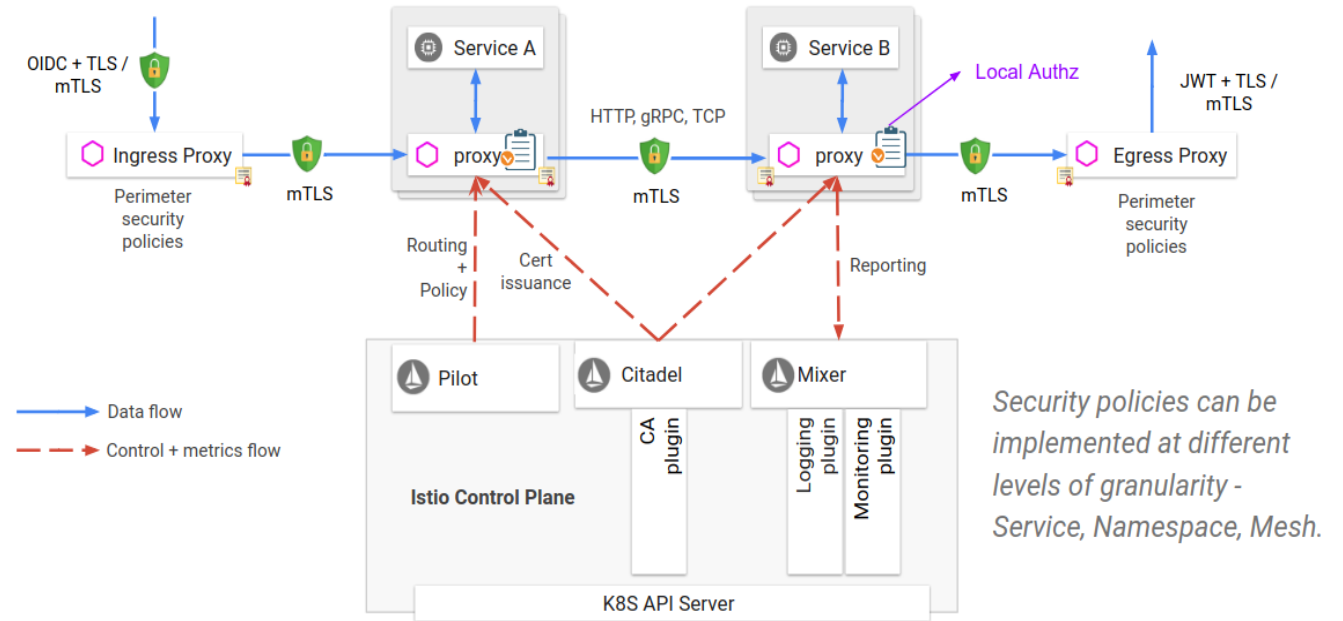 OIDC + TLS /
mTLS
Service A
Service B
Local Authz
JWT + TLS /
mTLS
HTTP, gRPC, TCP
Ingress Proxy
mTLS
proxy
mTLS
proxy
mTLS
Egress Proxy
Perimeter
security
policies
Perimeter
security
policies
Routing
+
Policy
Cert
issuance
Reporting
Pilot
Citadel
Mixer
Data flow
Control + metrics flow
CA
plugin
Logging
plugin
Monitoring
plugin
Istio Control Plane
K8S API Server
Security policies can be
implemented at different
levels of granularity -
Service, Namespace, Mesh.